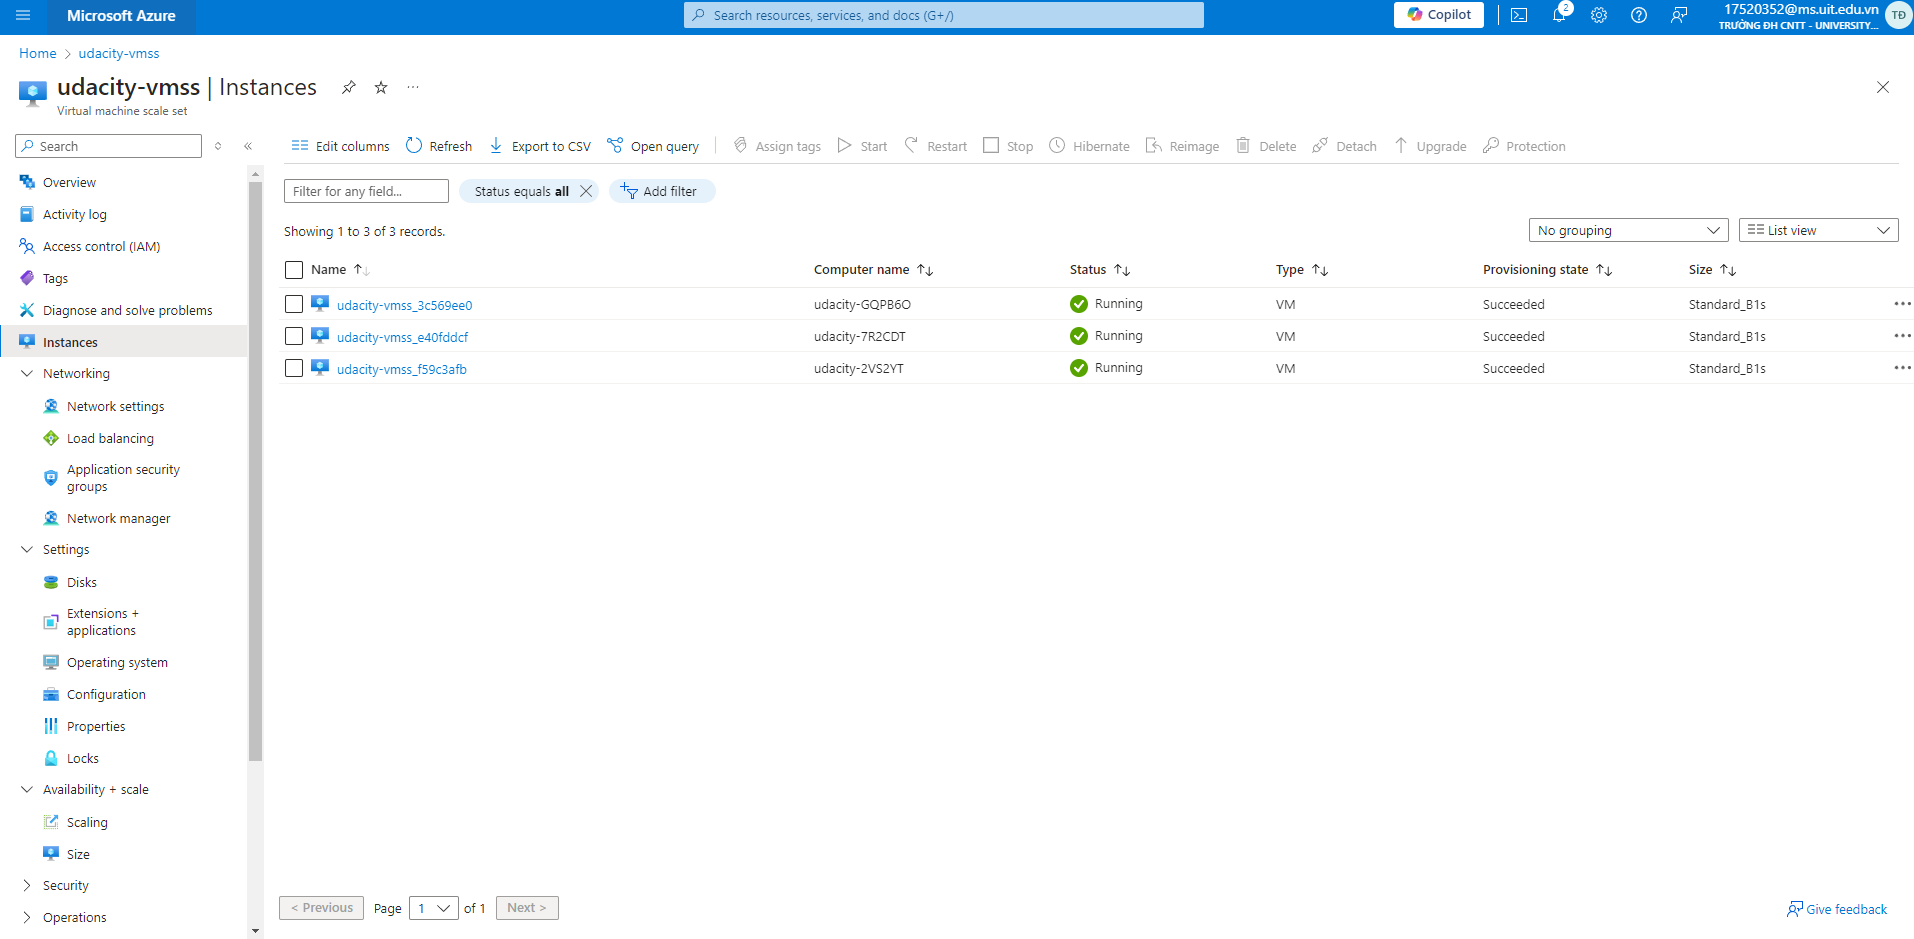 Microsoft Azure
Search resources, services, and docs (G+/)
Copilot
2
17520352@ms.uit.edu.vn
TRƯỜNG ĐH CNTT - UNIVERSITY...
TĐ
Home > udacity-vmss
udacity-vmss | Instances
Virtual machine scale set
Search
Overview
Activity log
Access control (IAM)
Tags
Diagnose and solve problems
Instances
Networking
Network settings
Load balancing
Application security
groups
Network manager
Settings
Disks
Extensions +
applications
Operating system
Configuration
Properties
Locks
Availability + scale
Scaling
Size
Security
Operations
Edit columns Refresh Export to CSV Open query Assign tags Start Restart Stop Hibernate Reimage Delete Detach Upgrade Protection
Filter for any field... Status equals all Add filter
Showing 1 to 3 of 3 records.
No grouping List view
Name Computer name Status Type Provisioning state Size
udacity-vmss_3c569ee0 udacity-GQPB6O Running VM Succeeded Standard_B1s
udacity-vmss_e40fddcf udacity-7R2CDT Running VM Succeeded Standard_B1s
udacity-vmss_f59c3afb udacity-2VS2YT Running VM Succeeded Standard_B1s
< Previous Page 1 of 1 Next >
Give feedback